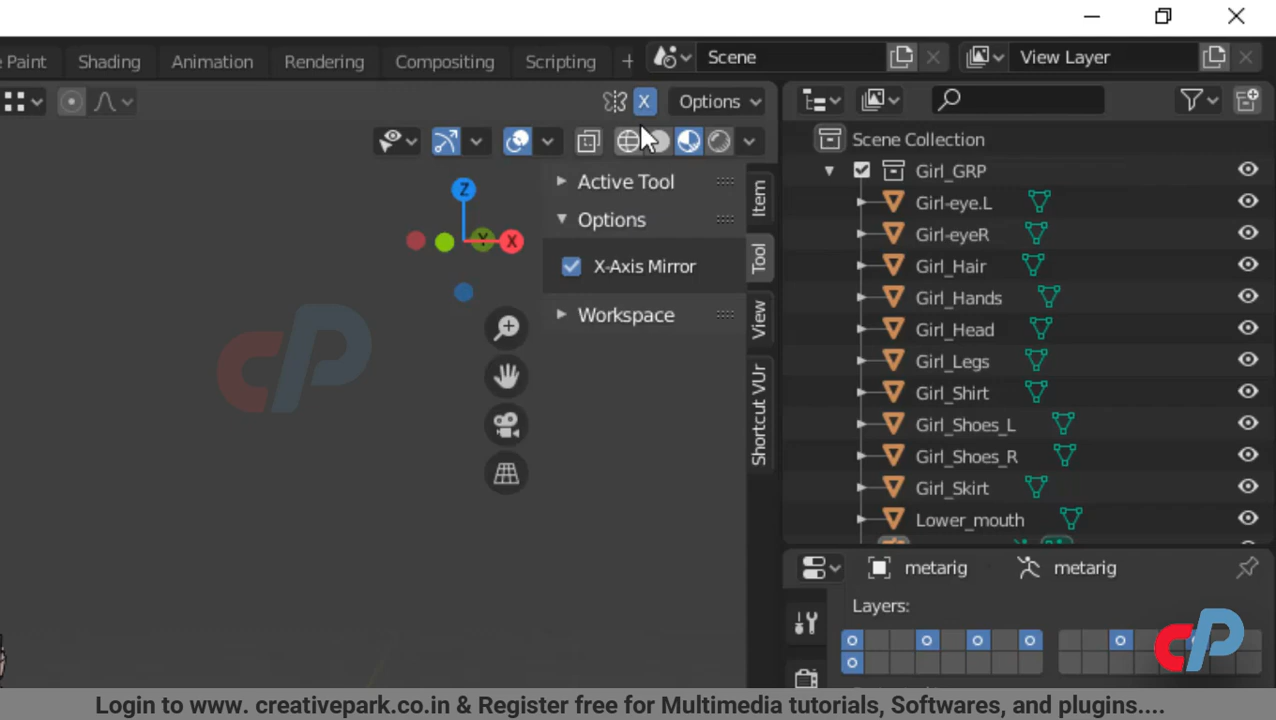 Paint Shading Animation Rendering Compositing Scripting + Scene View Layer
X Options
Scene Collection
Z
Y
X
Active Tool
Options
X-Axis Mirror
Workspace
Item
Tool
View
Shortcut VUr
Girl_GRP
Girl-eye.L
Girl-eyeR
Girl_Hair
Girl_Hands
Girl_Head
Girl_Legs
Girl_Shirt
Girl_Shoes_L
Girl_Shoes_R
Girl_Skirt
Lower_mouth
metarig metarig
Layers:
CP
CP
Login to www. creativepark.co.in & Register free for Multimedia tutorials, Softwares, and plugins....